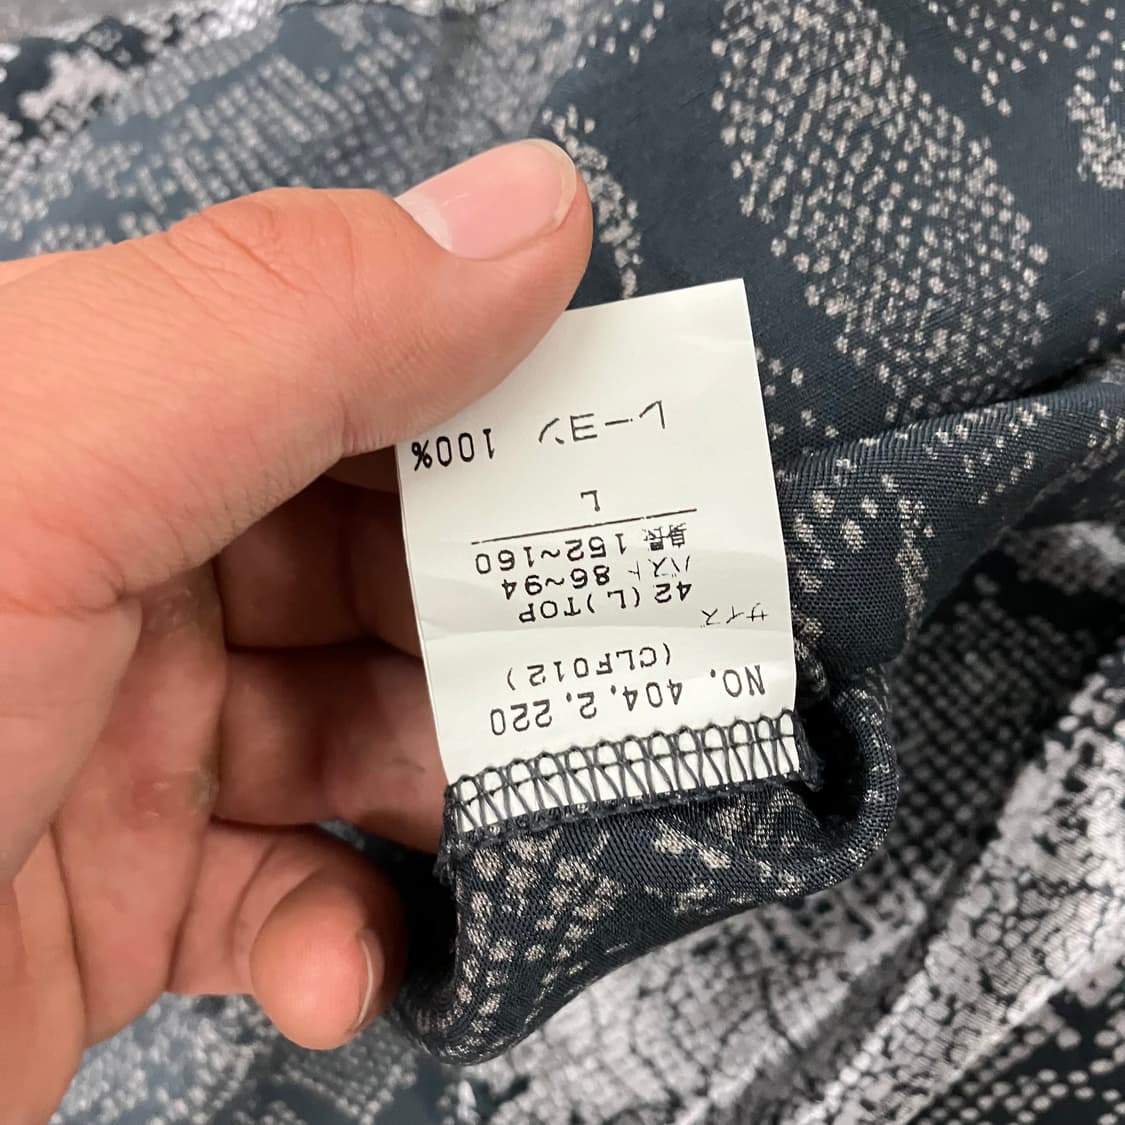 NO. 404.2.220
(CLF012)
サイズ
42(L)TOP
バスト 86~94
身長 152~160
L
レーヨン 100%